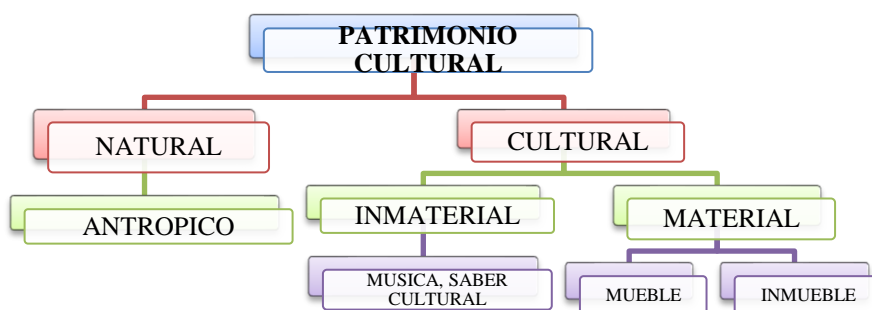 PATRIMONIO
CULTURAL
NATURAL
CULTURAL
ANTROPICO
INMATERIAL
MATERIAL
MUSICA, SABER
CULTURAL
MUEBLE
INMUEBLE